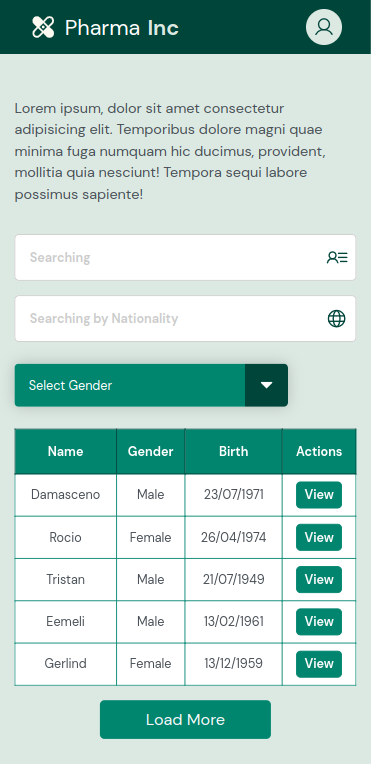 Pharma Inc
Lorem ipsum, dolor sit amet consectetur
adipisicing elit. Temporibus dolore magni quae
minima fuga numquam hic ducimus, provident,
mollitia quia nesciunt! Tempora sequi labore
possimus sapiente!
Searching
Searching by Nationality
Select Gender
Name Gender Birth Actions
Damasceno Male 23/07/1971 View
Rocio Female 26/04/1974 View
Tristan Male 21/07/1949 View
Eemeli Male 13/02/1961 View
Gerlind Female 13/12/1959 View
Load More